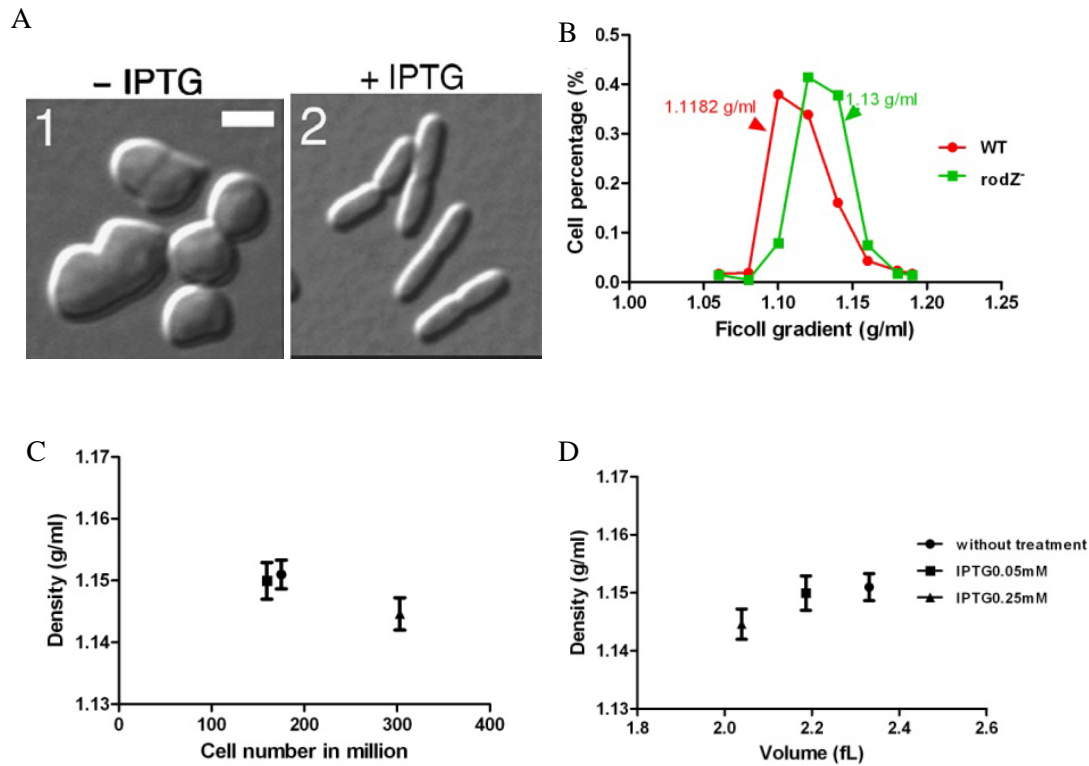 A
– IPTG
+ IPTG
1
2
B
0.5
0.4
0.3
0.2
0.1
0.0
Cell percentage (%)
1.1182 g/ml
1.13 g/ml
WT
rodZ-
1.00
1.05
1.10
1.15
1.20
1.25
Ficoll gradient (g/ml)
C
1.17
1.16
1.15
1.14
1.13
Density (g/ml)
0
100
200
300
400
Cell number in million
D
1.17
1.16
1.15
1.14
1.13
Density (g/ml)
without treatment
IPTG0.05mM
IPTG0.25mM
1.8
2.0
2.2
2.4
2.6
Volume (fL)